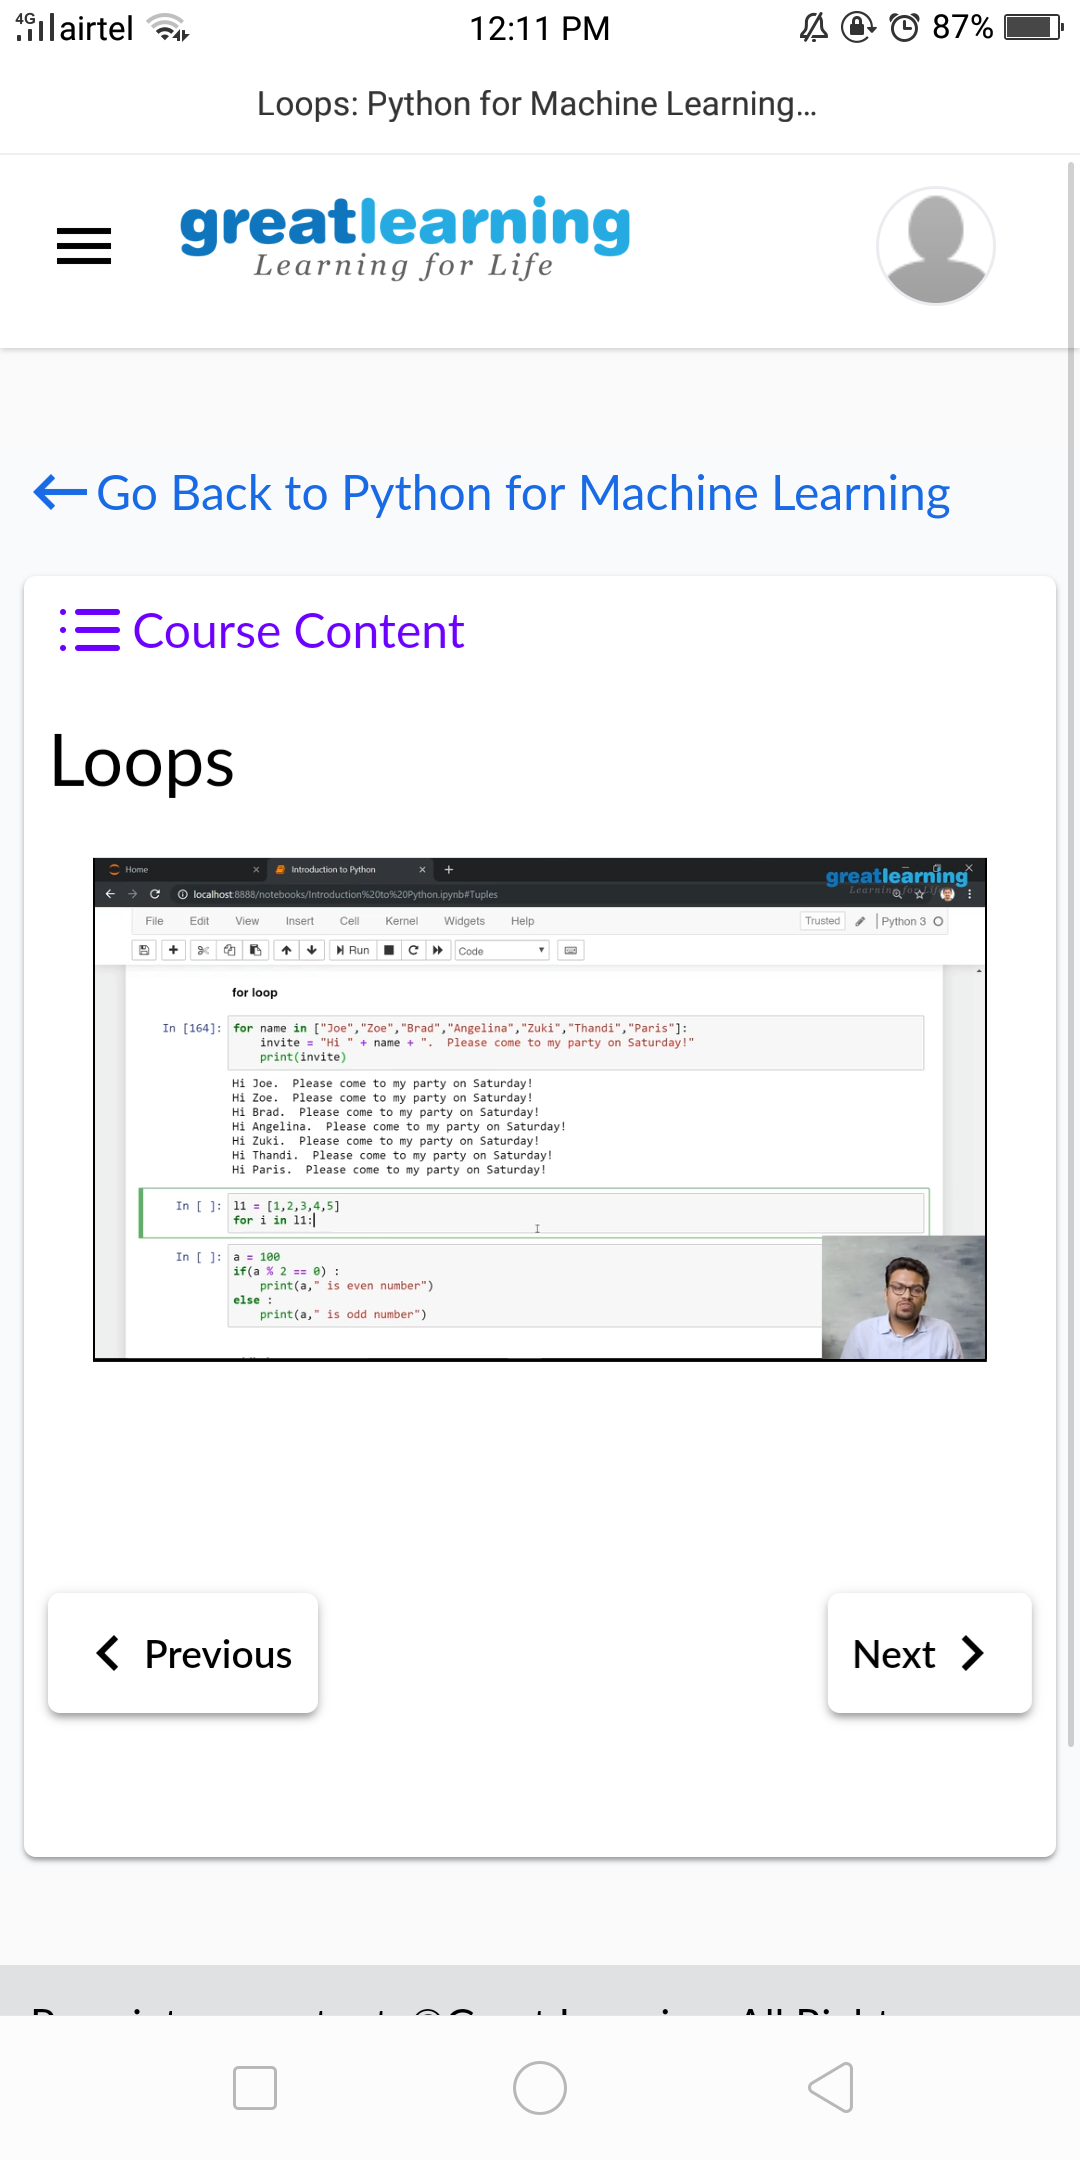 4G airtel 12:11 PM 87%
Loops: Python for Machine Learning...
greatlearning
Learning for Life
Go Back to Python for Machine Learning
Course Content
Loops
Home Introduction to Python
greatlearning
Learning for Life
localhost:8888/notebooks/Introduction%20to%20Python.ipynb#Tuples
File Edit View Insert Cell Kernel Widgets Help Trusted Python 3
Run Code
for loop
In [164]: for name in ["Joe","Zoe","Brad","Angelina","Zuki","Thandi","Paris"]:
invite = "Hi " + name + ".  Please come to my party on Saturday!"
print(invite)
Hi Joe.  Please come to my party on Saturday!
Hi Zoe.  Please come to my party on Saturday!
Hi Brad.  Please come to my party on Saturday!
Hi Angelina.  Please come to my party on Saturday!
Hi Zuki.  Please come to my party on Saturday!
Hi Thandi.  Please come to my party on Saturday!
Hi Paris.  Please come to my party on Saturday!
In [ ]: l1 = [1,2,3,4,5]
for i in l1:
In [ ]: a = 100
if(a % 2 == 0) :
print(a," is even number")
else :
print(a," is odd number")
Previous
Next